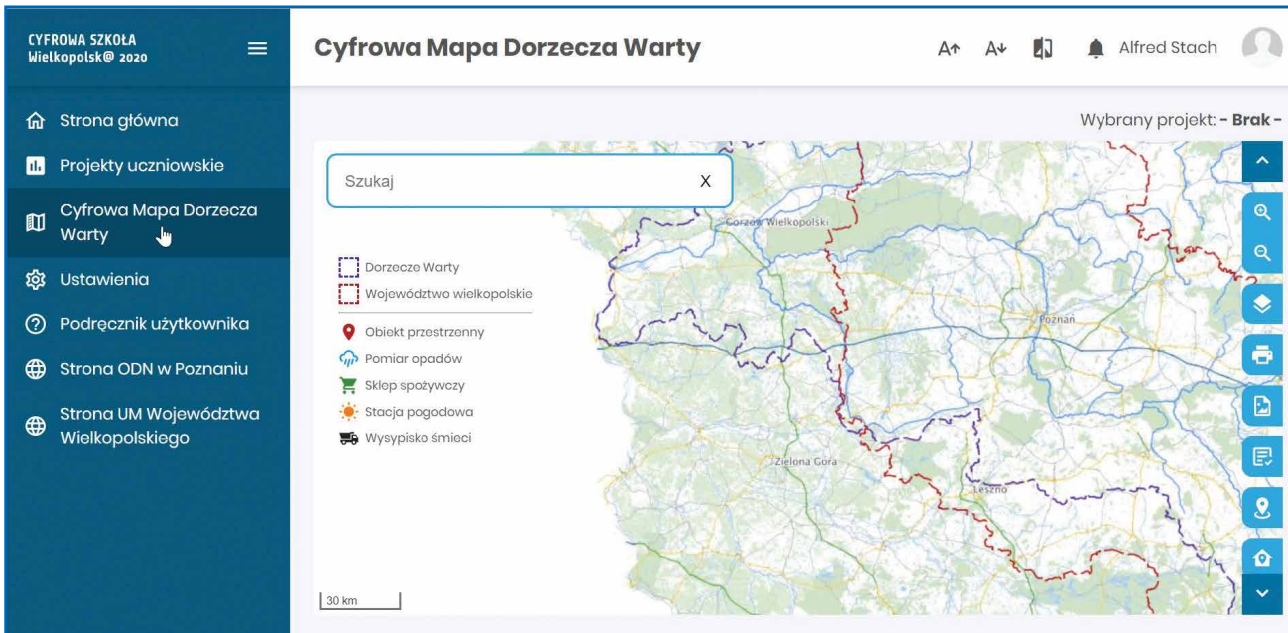 CYFROWA SZKOŁA
Wielkopolsk@ 2020
Cyfrowa Mapa Dorzecza Warty
A
A
Alfred Stach
Strona główna
Projekty uczniowskie
Cyfrowa Mapa Dorzecza
Warty
Ustawienia
Podręcznik użytkownika
Strona ODN w Poznaniu
Strona UM Województwa
Wielkopolskiego
Wybrany projekt: - Brak -
Szukaj
X
Dorzecze Warty
Województwo wielkopolskie
Obiekt przestrzenny
Pomiar opadów
Sklep spożywczy
Stacja pogodowa
Wysypisko śmieci
Gorzów Wielkopolski
Poznań
Zielona Góra
Leszno
30 km